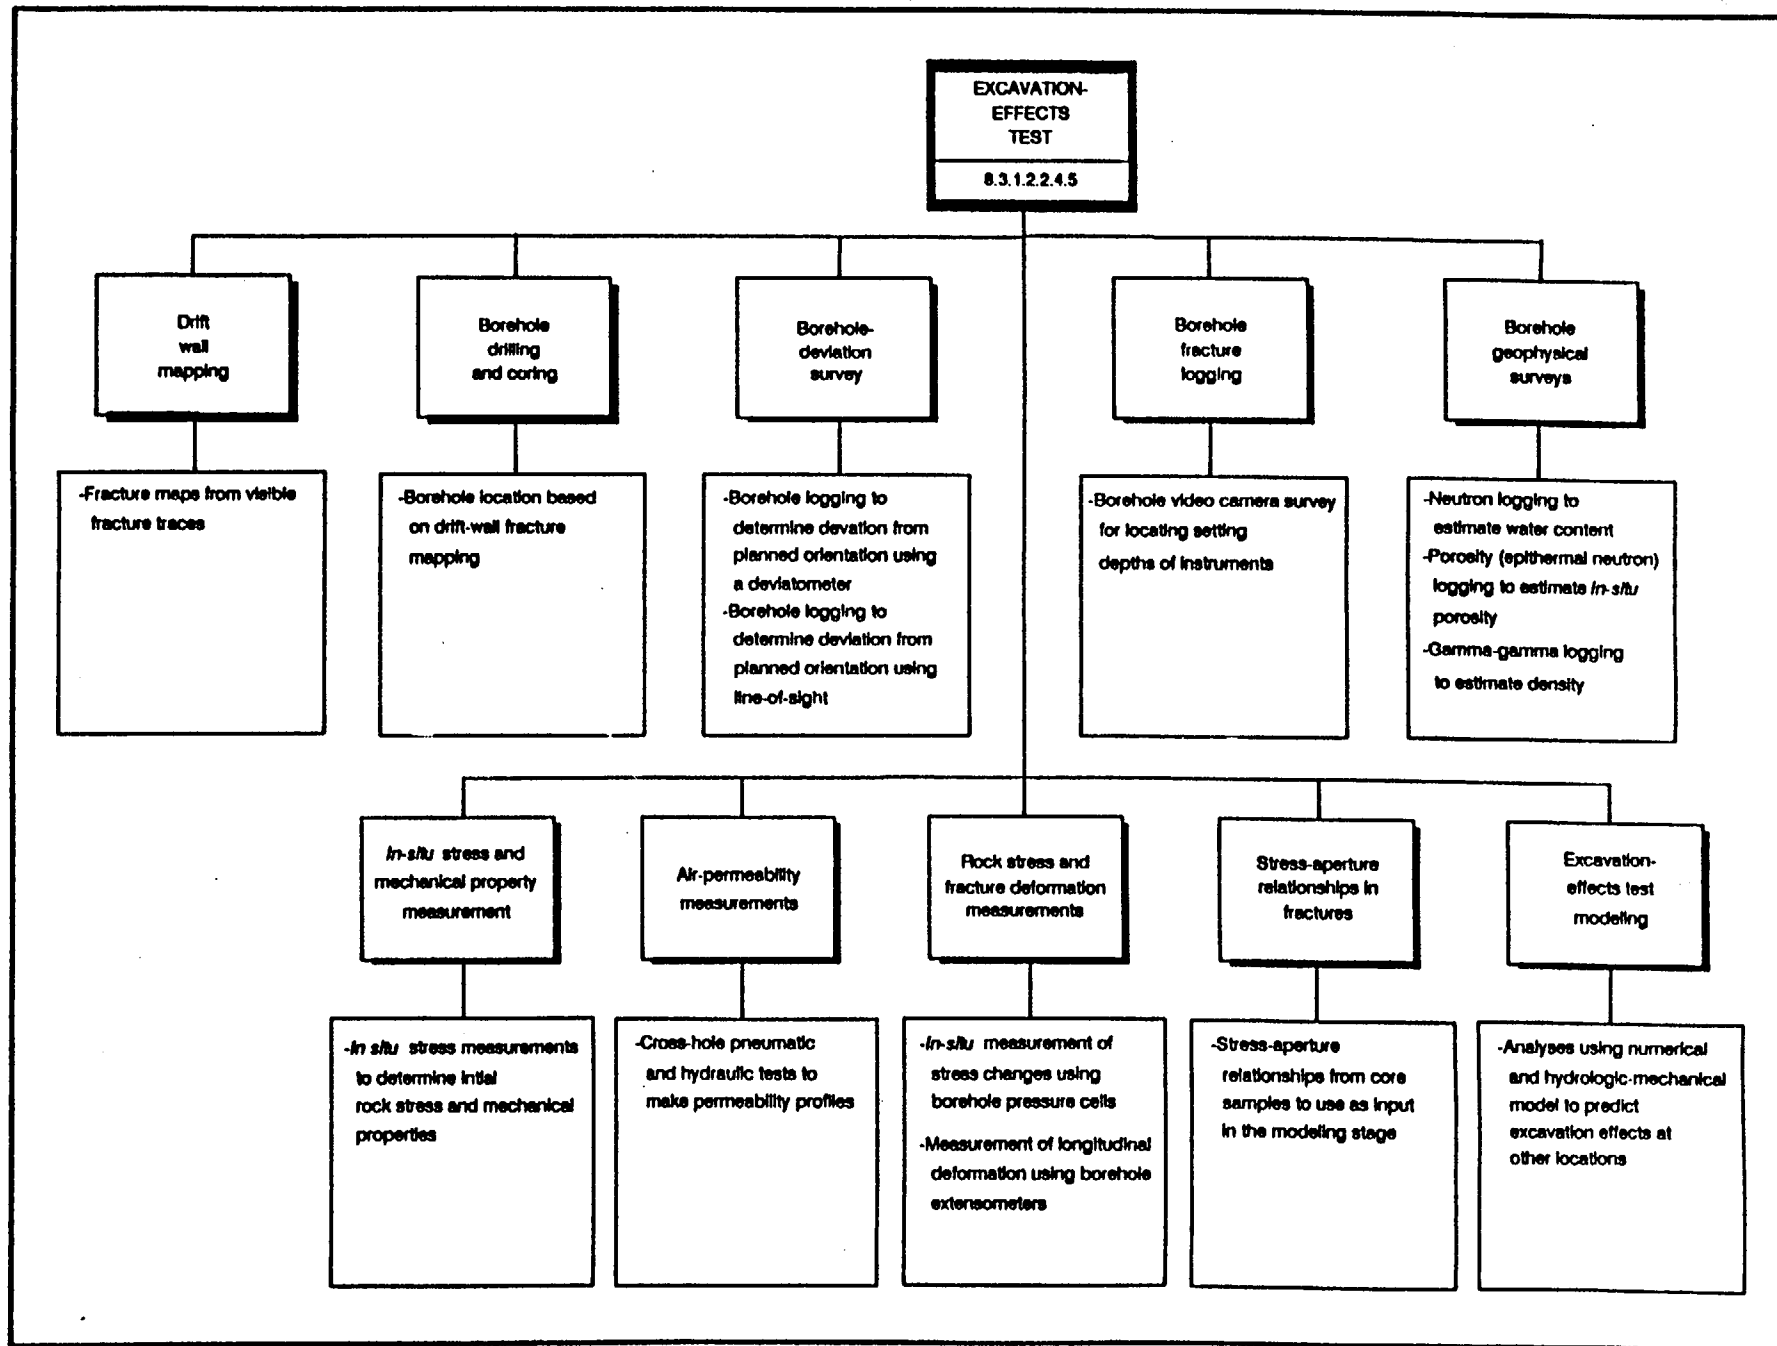 EXCAVATION-
EFFECTS
TEST
8.3.1.2.2.4.5
Drift
wall
mapping
Borehole
drilling
and coring
Borehole-
deviation
survey
Borehole
fracture
logging
Borehole
geophysical
surveys
-Fracture maps from visible
fracture traces
-Borehole location based
on drift-wall fracture
mapping
-Borehole logging to
determine devation from
planned orientation using
a deviatometer
-Borehole logging to
determine deviation from
planned orientation using
line-of-sight
-Borehole video camera survey
for locating setting
depths of instruments
-Neutron logging to
estimate water content
-Porosity (epithermal neutron)
logging to estimate in-situ
porosity
-Gamma-gamma logging
to estimate density
In-situ stress and
mechanical property
measurement
Air-permeability
measurements
Rock stress and
fracture deformation
measurements
Stress-aperture
relationships in
fractures
Excavation-
effects test
modeling
-In situ stress measurements
to determine intial
rock stress and mechanical
properties
-Cross-hole pneumatic
and hydraulic tests to
make permeability profiles
-In-situ measurement of
stress changes using
borehole pressure cells
-Measurement of longitudinal
deformation using borehole
extensometers
-Stress-aperture
relationships from core
samples to use as input
in the modeling stage
-Analyses using numerical
and hydrologic-mechanical
model to predict
excavation effects at
other locations